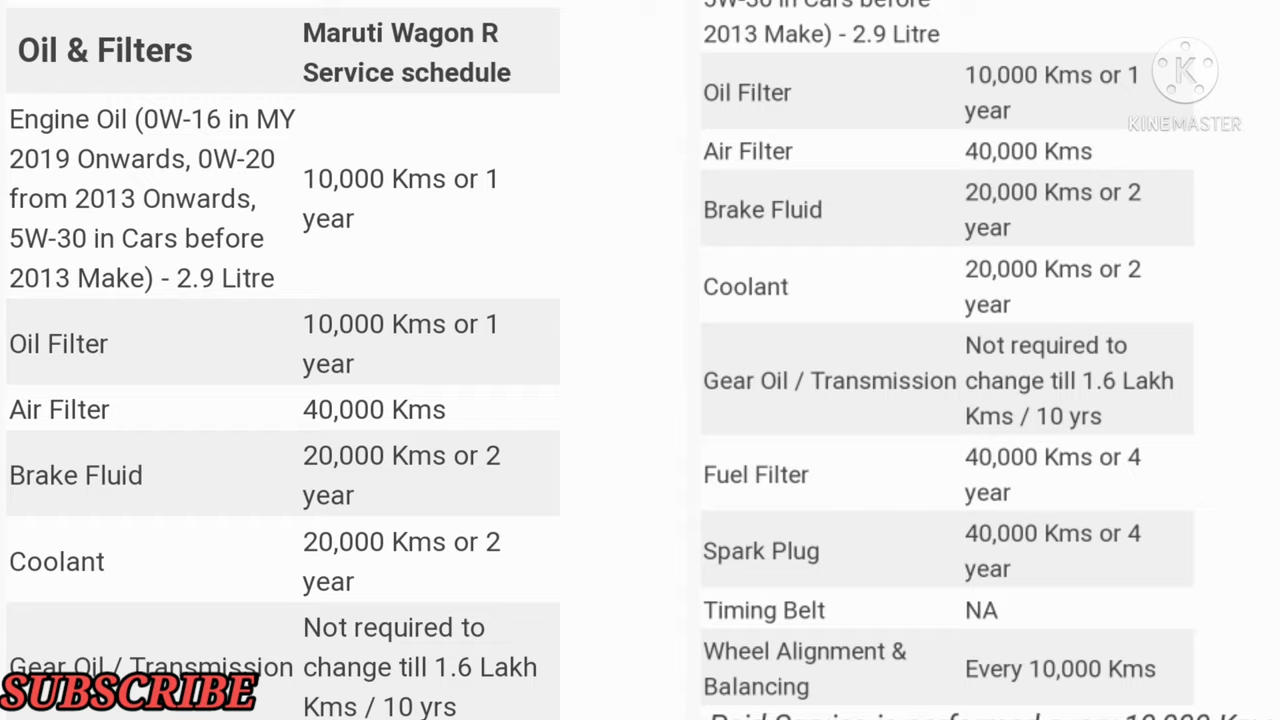 Oil & Filters
Maruti Wagon R
Service schedule
Engine Oil (0W-16 in MY
2019 Onwards, 0W-20
from 2013 Onwards,
5W-30 in Cars before
2013 Make) - 2.9 Litre
10,000 Kms or 1
year
Oil Filter
10,000 Kms or 1
year
Air Filter
40,000 Kms
Brake Fluid
20,000 Kms or 2
year
Coolant
20,000 Kms or 2
year
Gear Oil / Transmission
Not required to
change till 1.6 Lakh
Kms / 10 yrs
SUBSCRIBE
5W-30 in Cars before
2013 Make) - 2.9 Litre
Oil Filter
10,000 Kms or 1
year
Air Filter
40,000 Kms
Brake Fluid
20,000 Kms or 2
year
Coolant
20,000 Kms or 2
year
Gear Oil / Transmission
Not required to
change till 1.6 Lakh
Kms / 10 yrs
Fuel Filter
40,000 Kms or 4
year
Spark Plug
40,000 Kms or 4
year
Timing Belt
NA
Wheel Alignment &
Balancing
Every 10,000 Kms
K
KINEMASTER